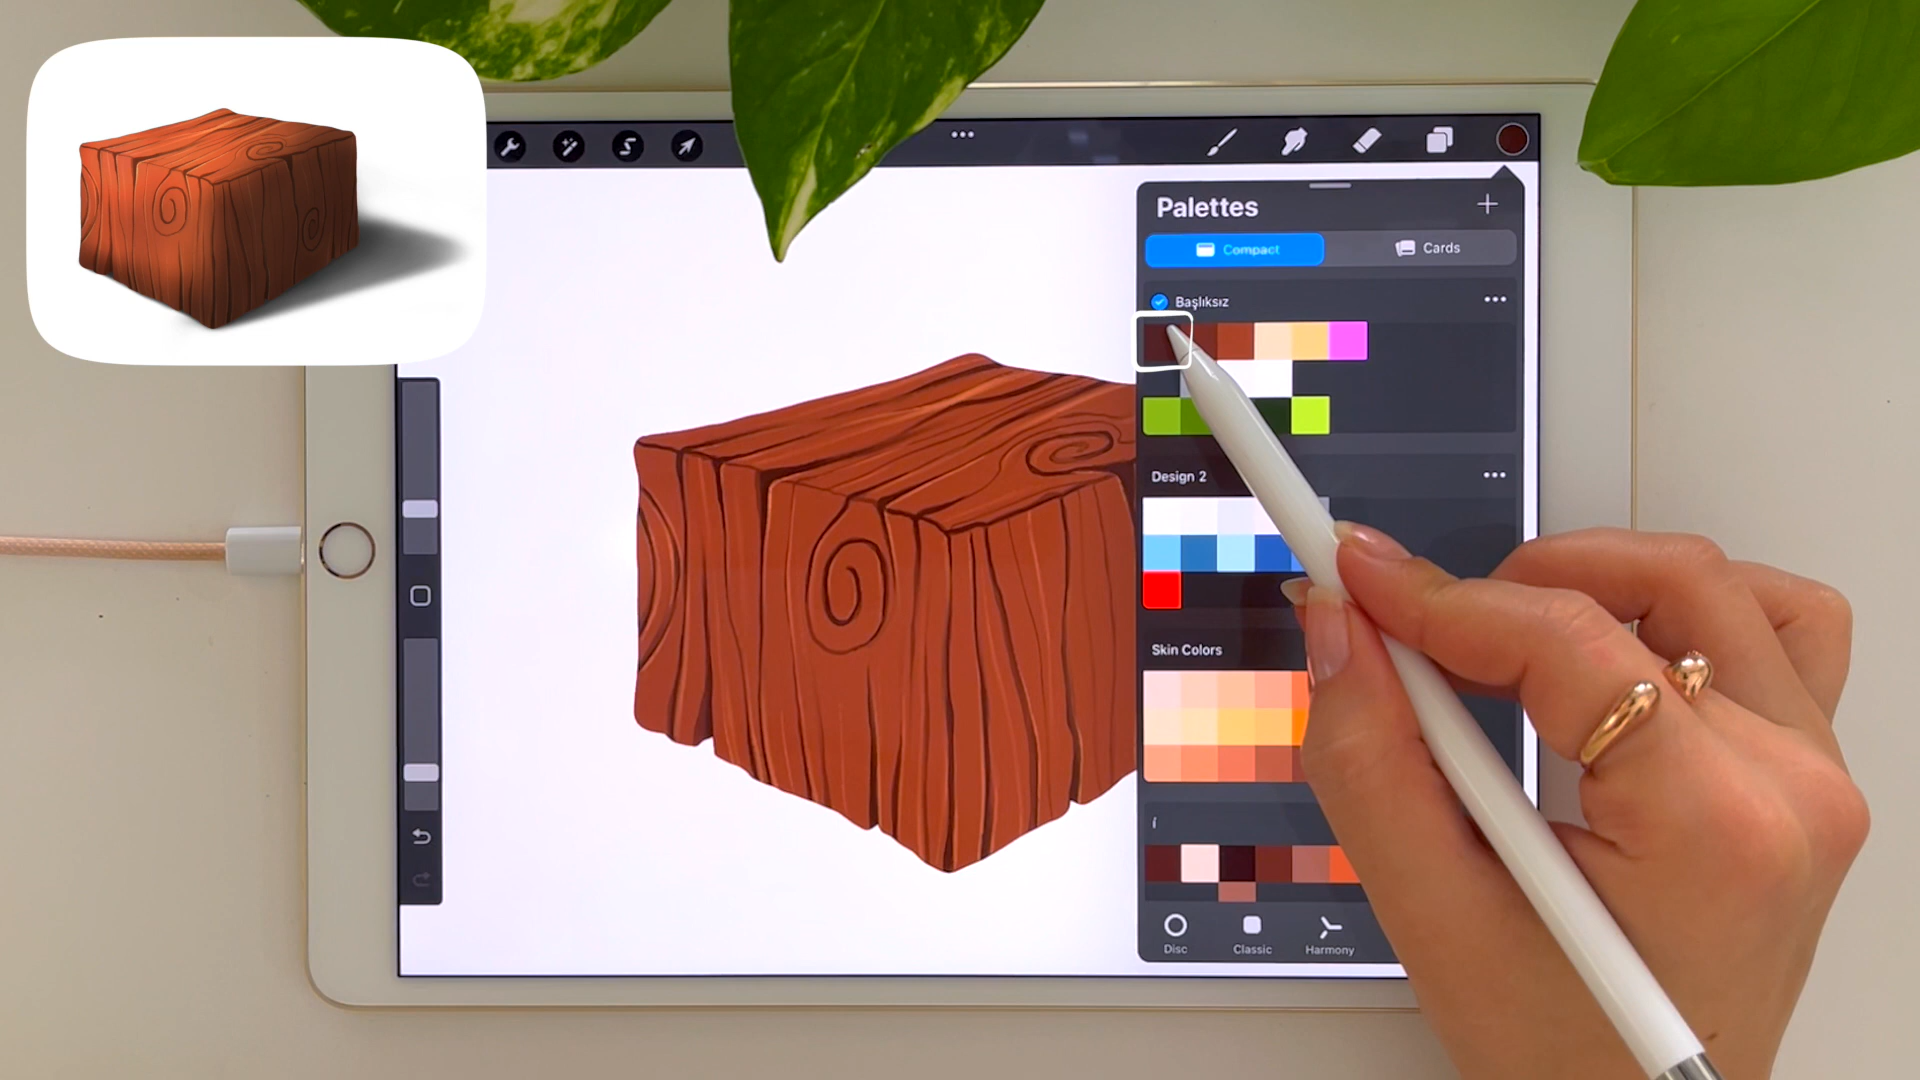 Palettes
Compact
Cards
Başlıksız
Design 2
Skin Colors
i
Disc
Classic
Harmony